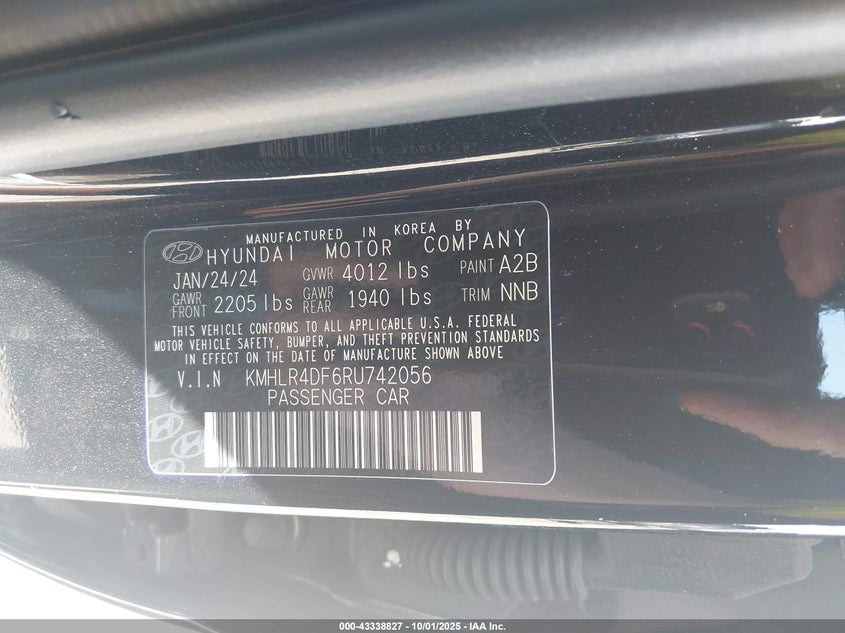 MANUFACTURED IN KOREA BY
HYUNDAI MOTOR COMPANY
JAN/24/24 GVWR 4012 lbs PAINT A2B
GAWR FRONT 2205 lbs GAWR REAR 1940 lbs TRIM NNB
THIS VEHICLE CONFORMS TO ALL APPLICABLE U.S.A. FEDERAL
MOTOR VEHICLE SAFETY, BUMPER, AND THEFT PREVENTION STANDARDS
IN EFFECT ON THE DATE OF MANUFACTURE SHOWN ABOVE
V.I.N KMHLR4DF6RU742056
PASSENGER CAR
000-43338827 - 10/01/2025 - IAA Inc.